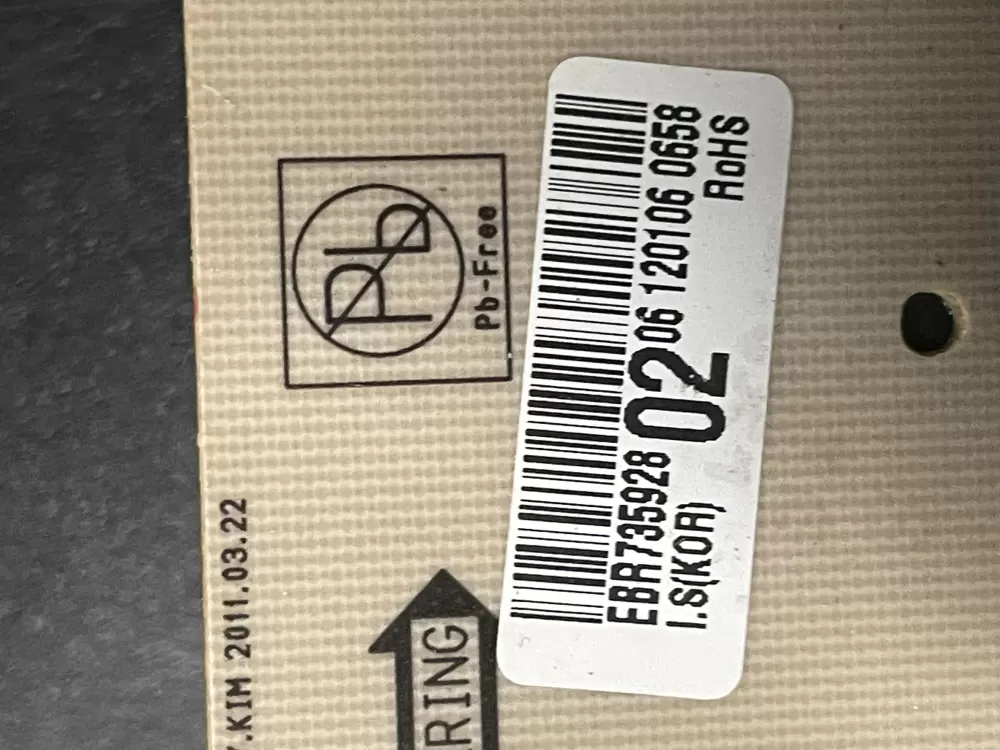 Pb
Pb-Free
EBR735928 02 06 120106 0658
I.S(KOR) RoHS
.KIM 2011.03.22
RING